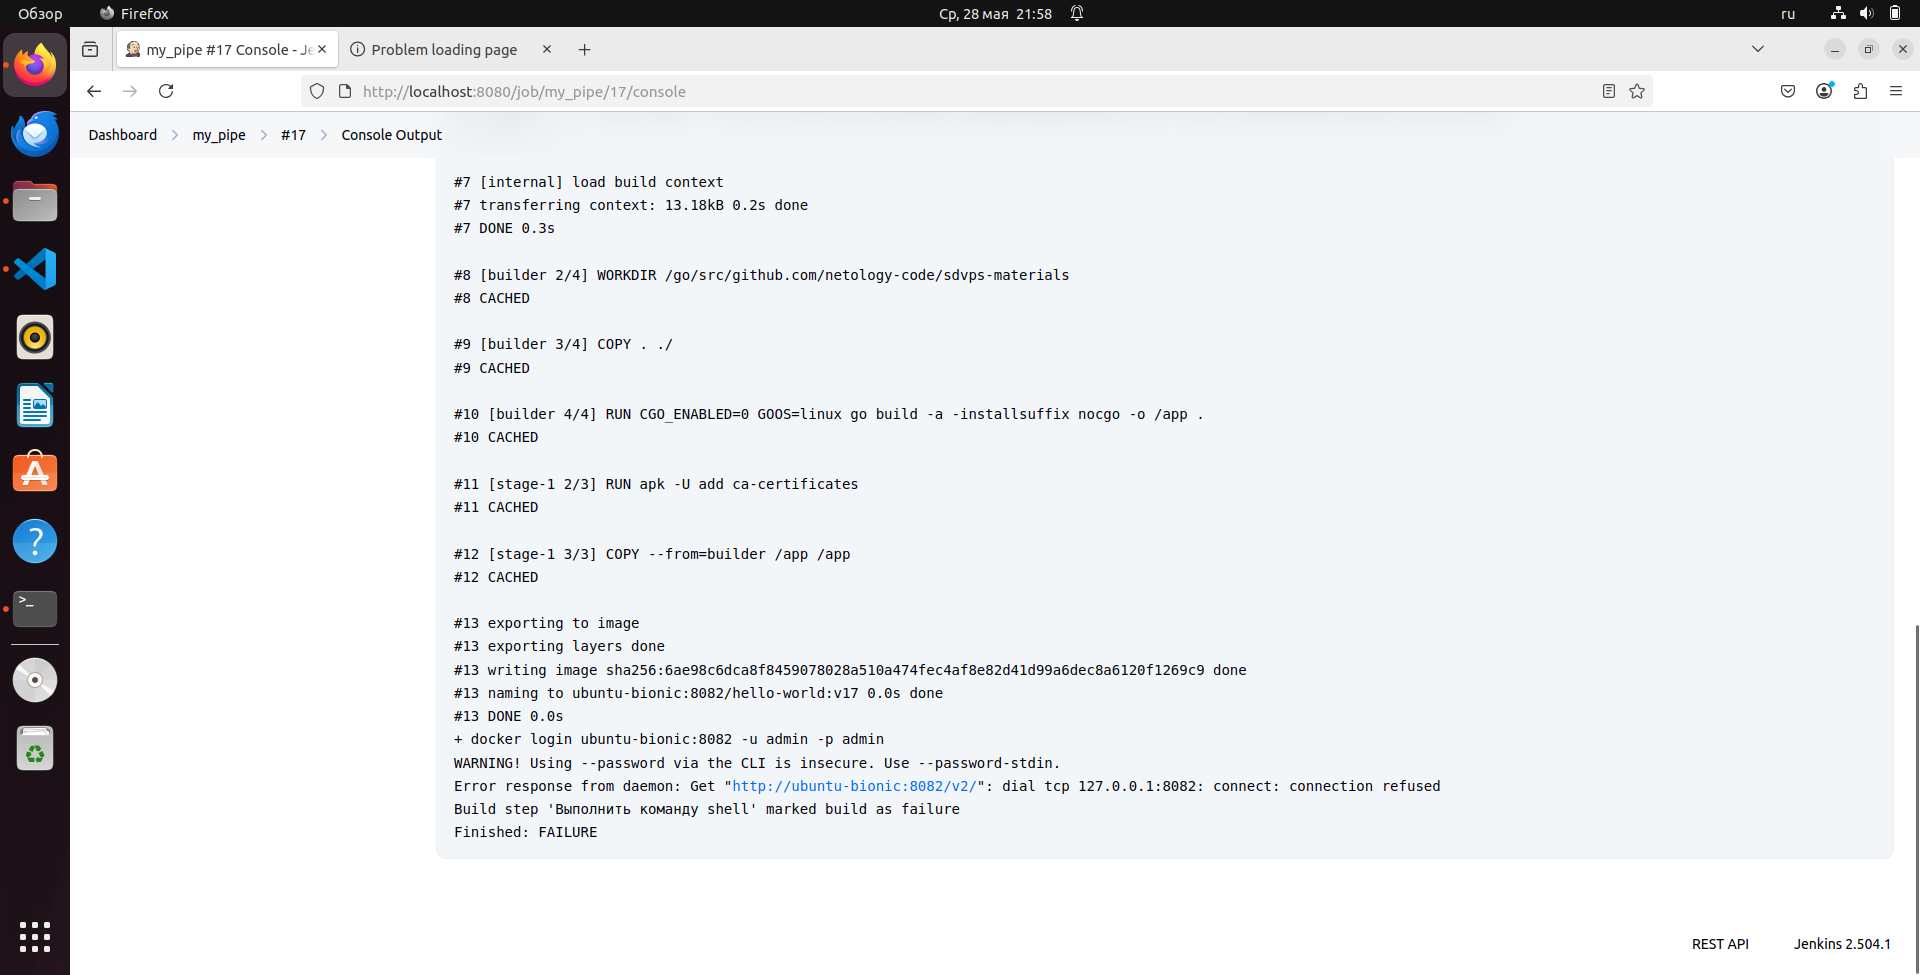 Обзор
Firefox
Ср, 28 мая 21:58
ru
my_pipe #17 Console - Je
Problem loading page
http://localhost:8080/job/my_pipe/17/console
Dashboard
my_pipe
#17
Console Output
#7 [internal] load build context
#7 transferring context: 13.18kB 0.2s done
#7 DONE 0.3s
#8 [builder 2/4] WORKDIR /go/src/github.com/netology-code/sdvps-materials
#8 CACHED
#9 [builder 3/4] COPY . ./
#9 CACHED
#10 [builder 4/4] RUN CGO_ENABLED=0 GOOS=linux go build -a -installsuffix nocgo -o /app .
#10 CACHED
#11 [stage-1 2/3] RUN apk -U add ca-certificates
#11 CACHED
#12 [stage-1 3/3] COPY --from=builder /app /app
#12 CACHED
#13 exporting to image
#13 exporting layers done
#13 writing image sha256:6ae98c6dca8f8459078028a510a474fec4af8e82d41d99a6dec8a6120f1269c9 done
#13 naming to ubuntu-bionic:8082/hello-world:v17 0.0s done
#13 DONE 0.0s
+ docker login ubuntu-bionic:8082 -u admin -p admin
WARNING! Using --password via the CLI is insecure. Use --password-stdin.
Error response from daemon: Get "http://ubuntu-bionic:8082/v2/": dial tcp 127.0.0.1:8082: connect: connection refused
Build step 'Выполнить команду shell' marked build as failure
Finished: FAILURE
REST API
Jenkins 2.504.1